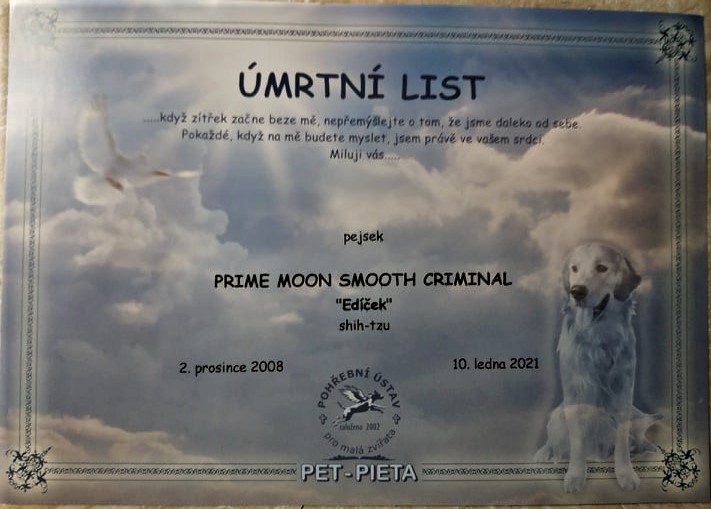 ÚMRTNÍ LIST
.....když zítřek začne beze mě, nepřemýšlejte o tom, že jsme daleko od sebe.
Pokaždé, když na mě budete myslet, jsem právě ve vašem srdci.
Miluji vás.....
pejsek
PRIME MOON SMOOTH CRIMINAL
"Edíček"
shih-tzu
2. prosince 2008
10. ledna 2021
POHŘEBNÍ ÚSTAV
založeno 2002
pro malá zvířata
PET-PIETA